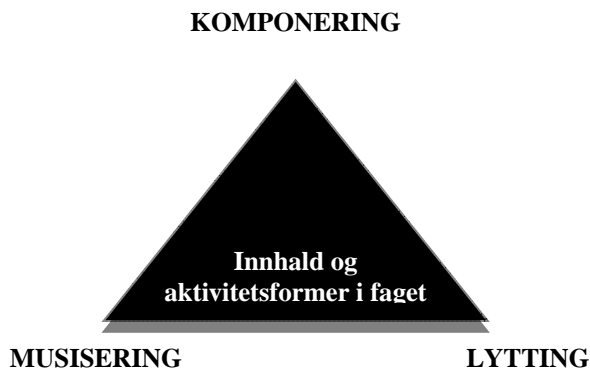 KOMPONERING
Innhald og
aktivitetsformer i faget
MUSISERING
LYTTING